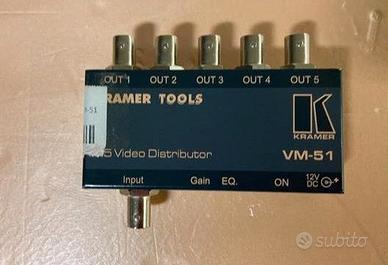 OUT 1 OUT 2 OUT 3 OUT 4 OUT 5
KRAMER TOOLS
KRAMER
Video Distributor VM-51
Input Gain EQ. ON 12V DC
subito